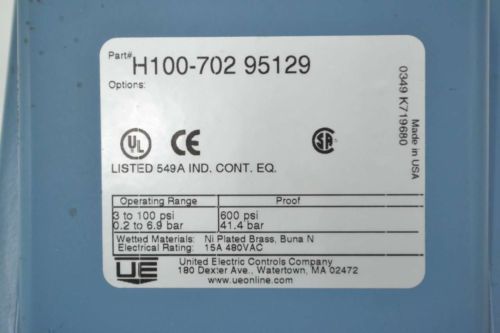 Part# H100-702 95129
Options:
UL CE SA
LISTED 549A IND. CONT. EQ.
0349 K719680
Made in USA
Operating Range Proof
3 to 100 psi 600 psi
0.2 to 6.9 bar 41.4 bar
Wetted Materials: Ni Plated Brass, Buna N
Electrical Rating: 15A 480VAC
UE
United Electric Controls Company
180 Dexter Ave., Watertown, MA 02472
www.ueonline.com